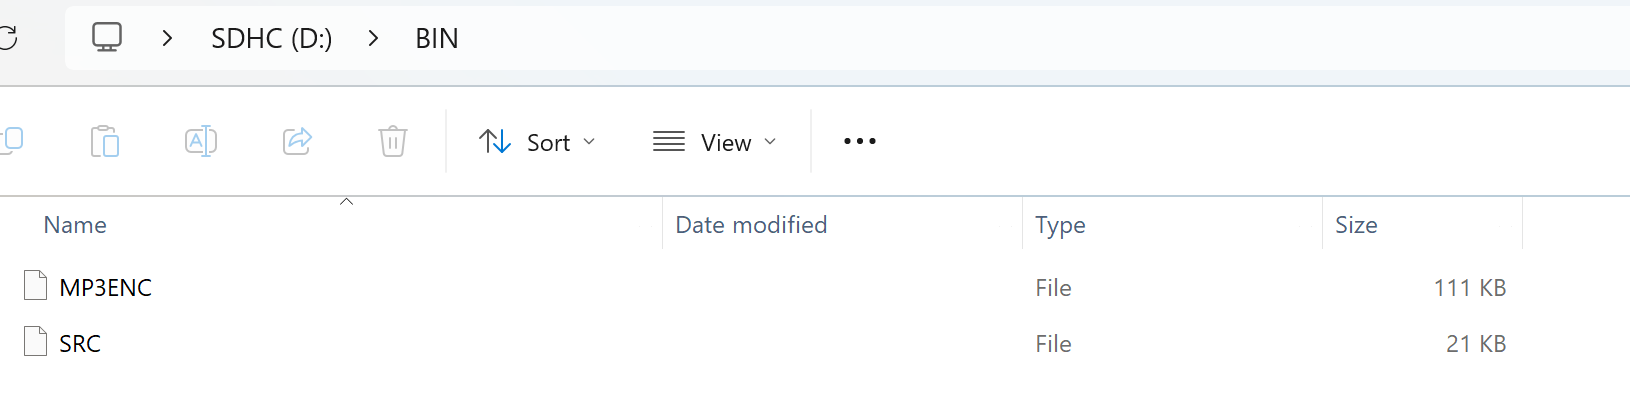 SDHC (D:) BIN
Sort View
Name Date modified Type Size
MP3ENC File 111 KB
SRC File 21 KB